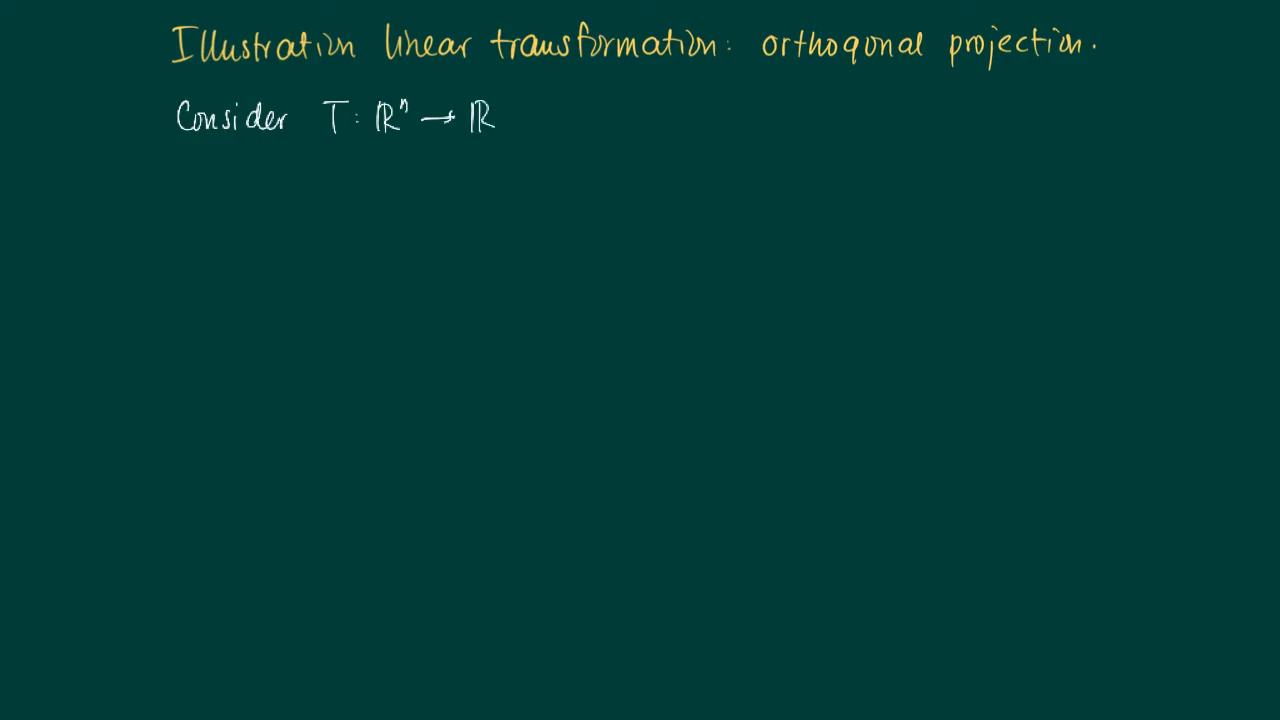 Illustration linear transformation: orthogonal projection.
Consider T: ℝⁿ → ℝ